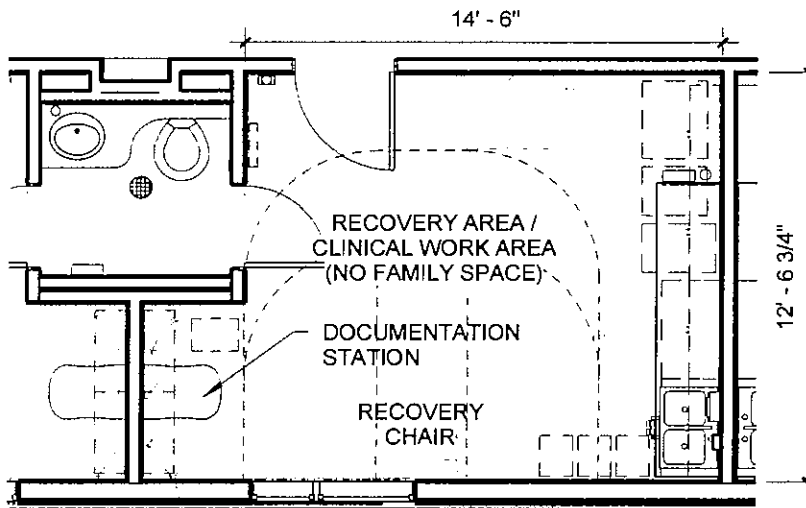 14' - 6"
RECOVERY AREA /
CLINICAL WORK AREA
(NO FAMILY SPACE)
12' - 6 3/4"
DOCUMENTATION
STATION
RECOVERY
CHAIR